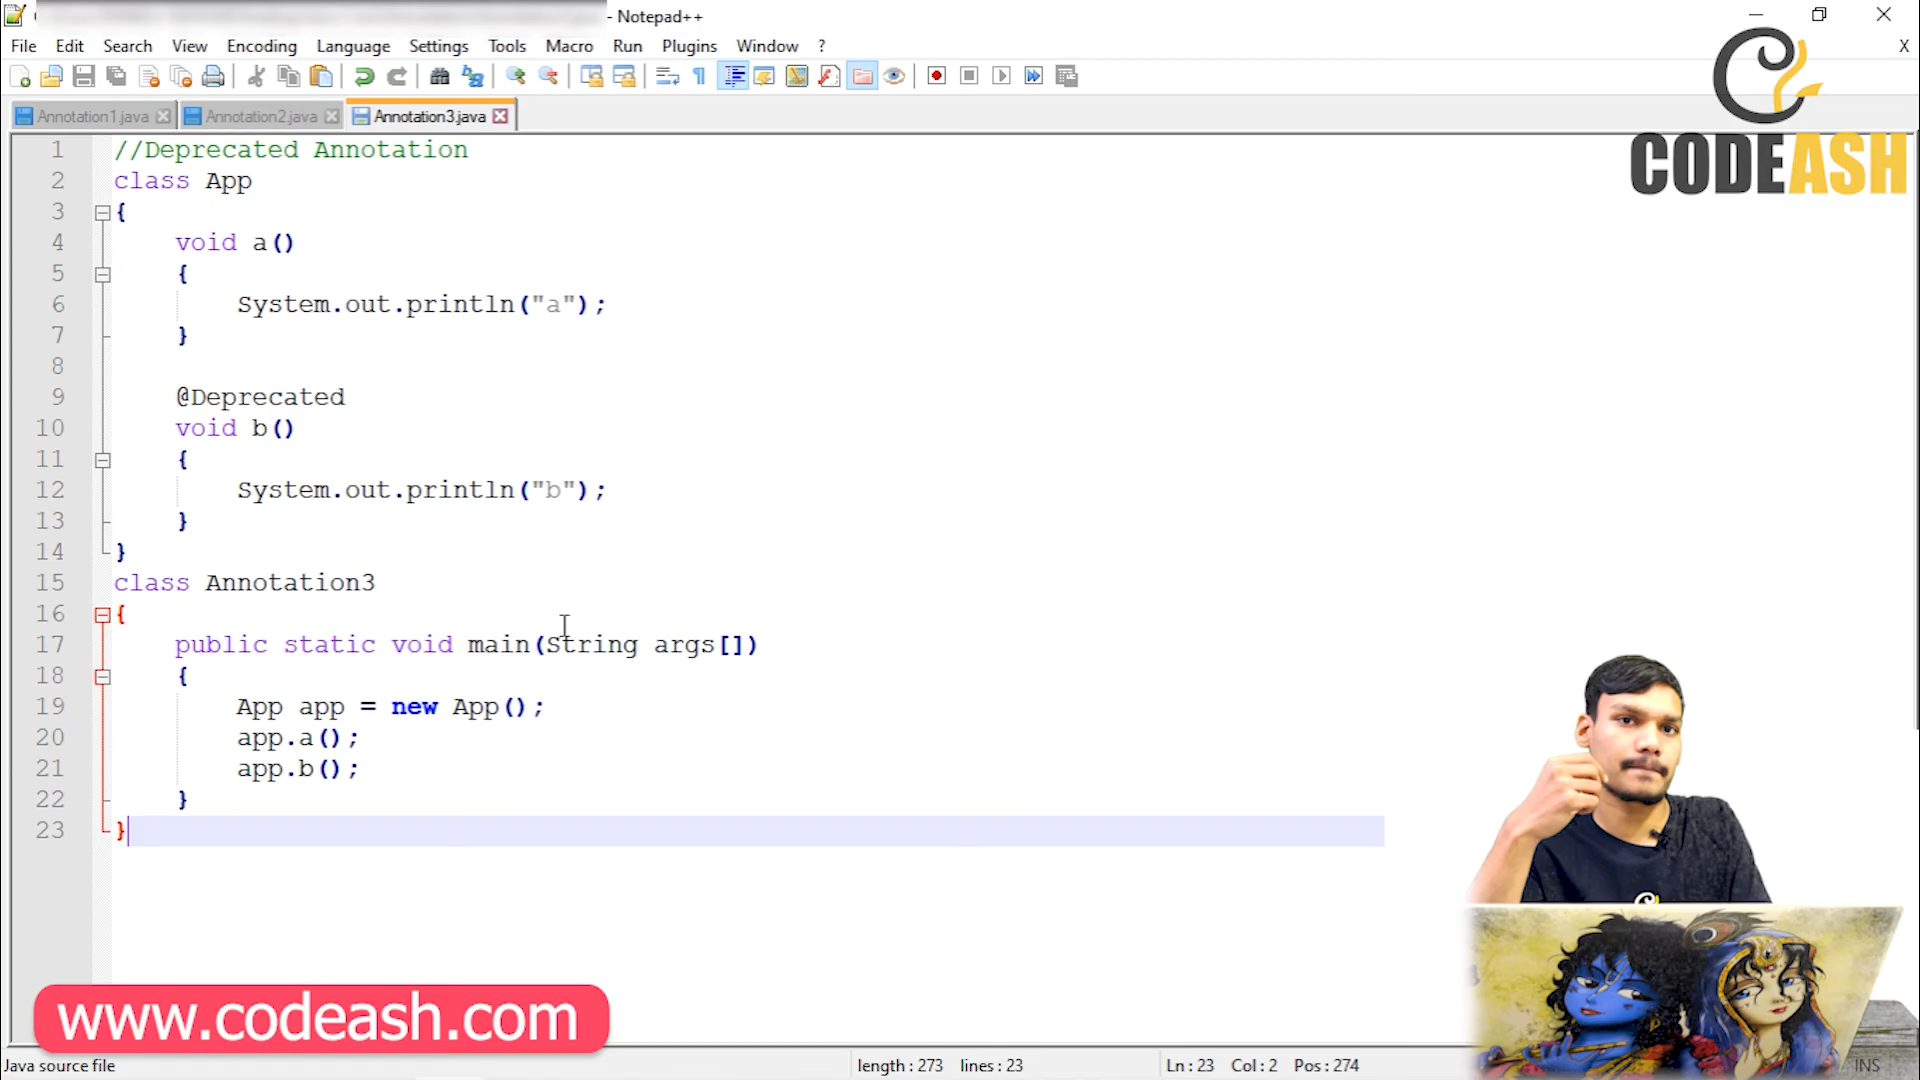 - Notepad++
File Edit Search View Encoding Language Settings Tools Macro Run Plugins Window ? X
Annotation1.java Annotation2.java Annotation3.java
CODEASH
1 //Deprecated Annotation
2 class App
3 {
4 void a()
5 {
6 System.out.println("a");
7 }
8
9 @Deprecated
10 void b()
11 {
12 System.out.println("b");
13 }
14 }
15 class Annotation3
16 {
17 public static void main(String args[])
18 {
19 App app = new App();
20 app.a();
21 app.b();
22 }
23 }
www.codeash.com
Java source file length : 273 lines : 23 Ln : 23 Col : 2 Pos : 274 INS